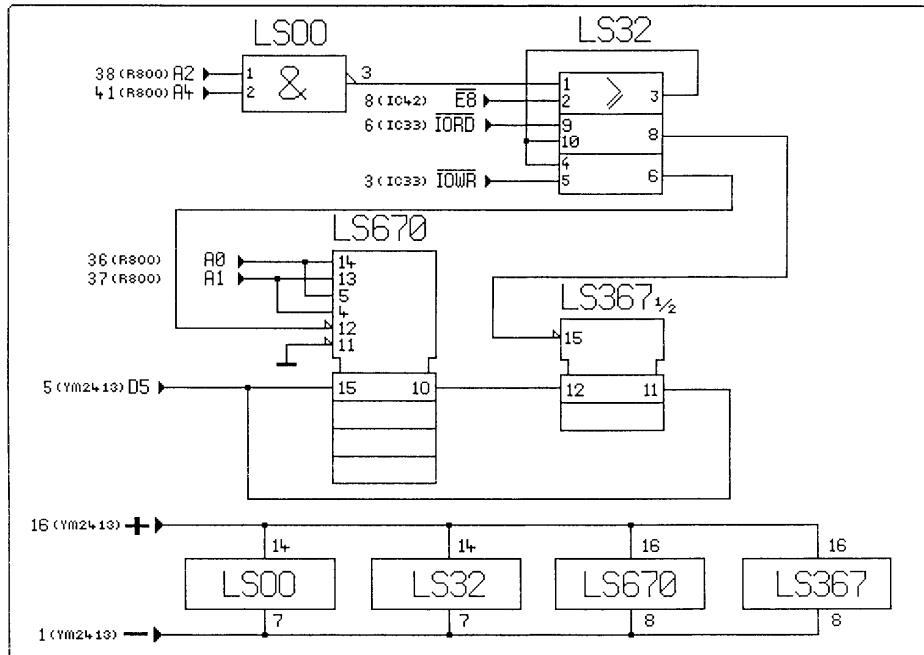 LS00
LS32
38 (R800) A2
41 (R800) A4
1
2
&
3
8 (IC42) E8
6 (IC33) IORD
3 (IC33) IOWR
1
2
9
10
4
5
>
3
8
6
LS670
36 (R800) A0
37 (R800) A1
14
13
5
4
12
11
LS367 1/2
15
5 (YM2413) D5
15 10
12 11
16 (YM2413) +
14 14 16 16
LS00 LS32 LS670 LS367
7 7 8 8
1 (YM2413) −